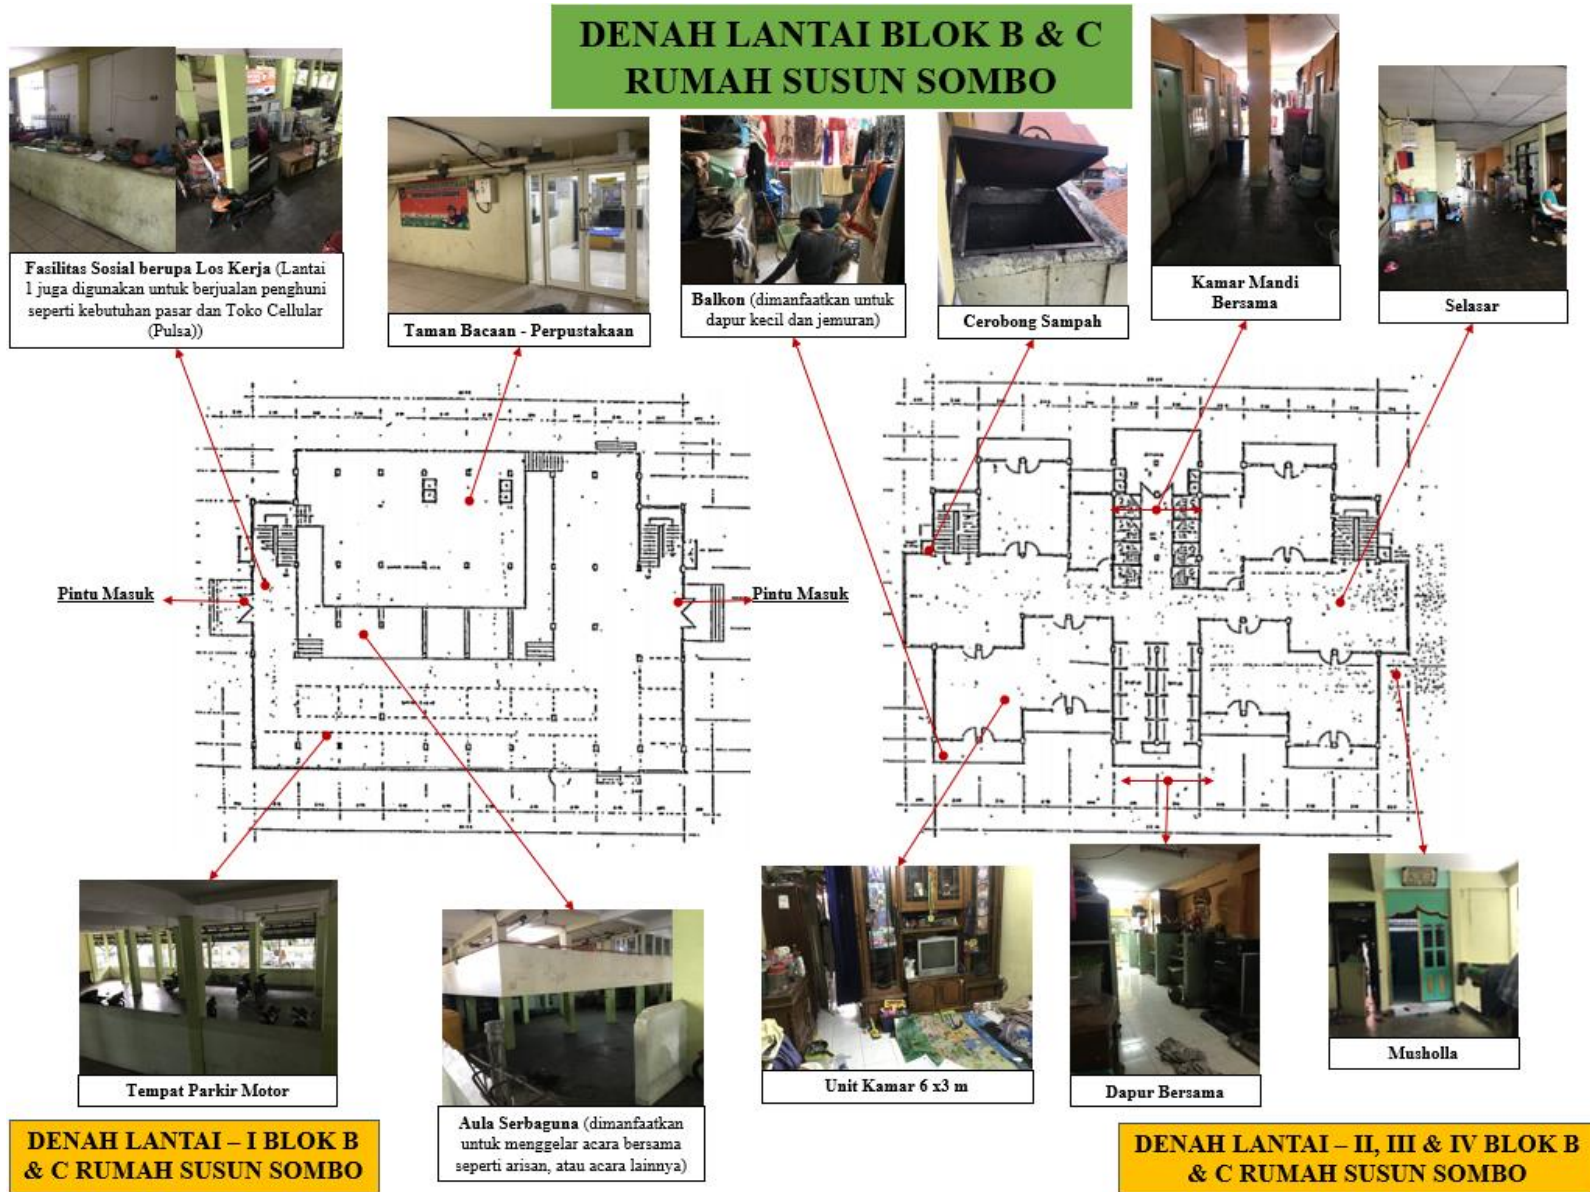 DENAH LANTAI BLOK B & C
RUMAH SUSUN SOMBO
Fasilitas Sosial berupa Los Kerja (Lantai
1 juga digunakan untuk berjualan penghuni
seperti kebutuhan pasar dan Toko Cellular
(Pulsa))
Taman Bacaan - Perpustakaan
Balkon (dimanfaatkan untuk
dapur kecil dan jemuran)
Cerobong Sampah
Kamar Mandi
Bersama
Selasar
Pintu Masuk
Pintu Masuk
Tempat Parkir Motor
Aula Serbaguna (dimanfaatkan
untuk menggelar acara bersama
seperti arisan, atau acara lainnya)
Unit Kamar 6 x3 m
Dapur Bersama
Musholla
DENAH LANTAI – I BLOK B
& C RUMAH SUSUN SOMBO
DENAH LANTAI – II, III & IV BLOK B
& C RUMAH SUSUN SOMBO